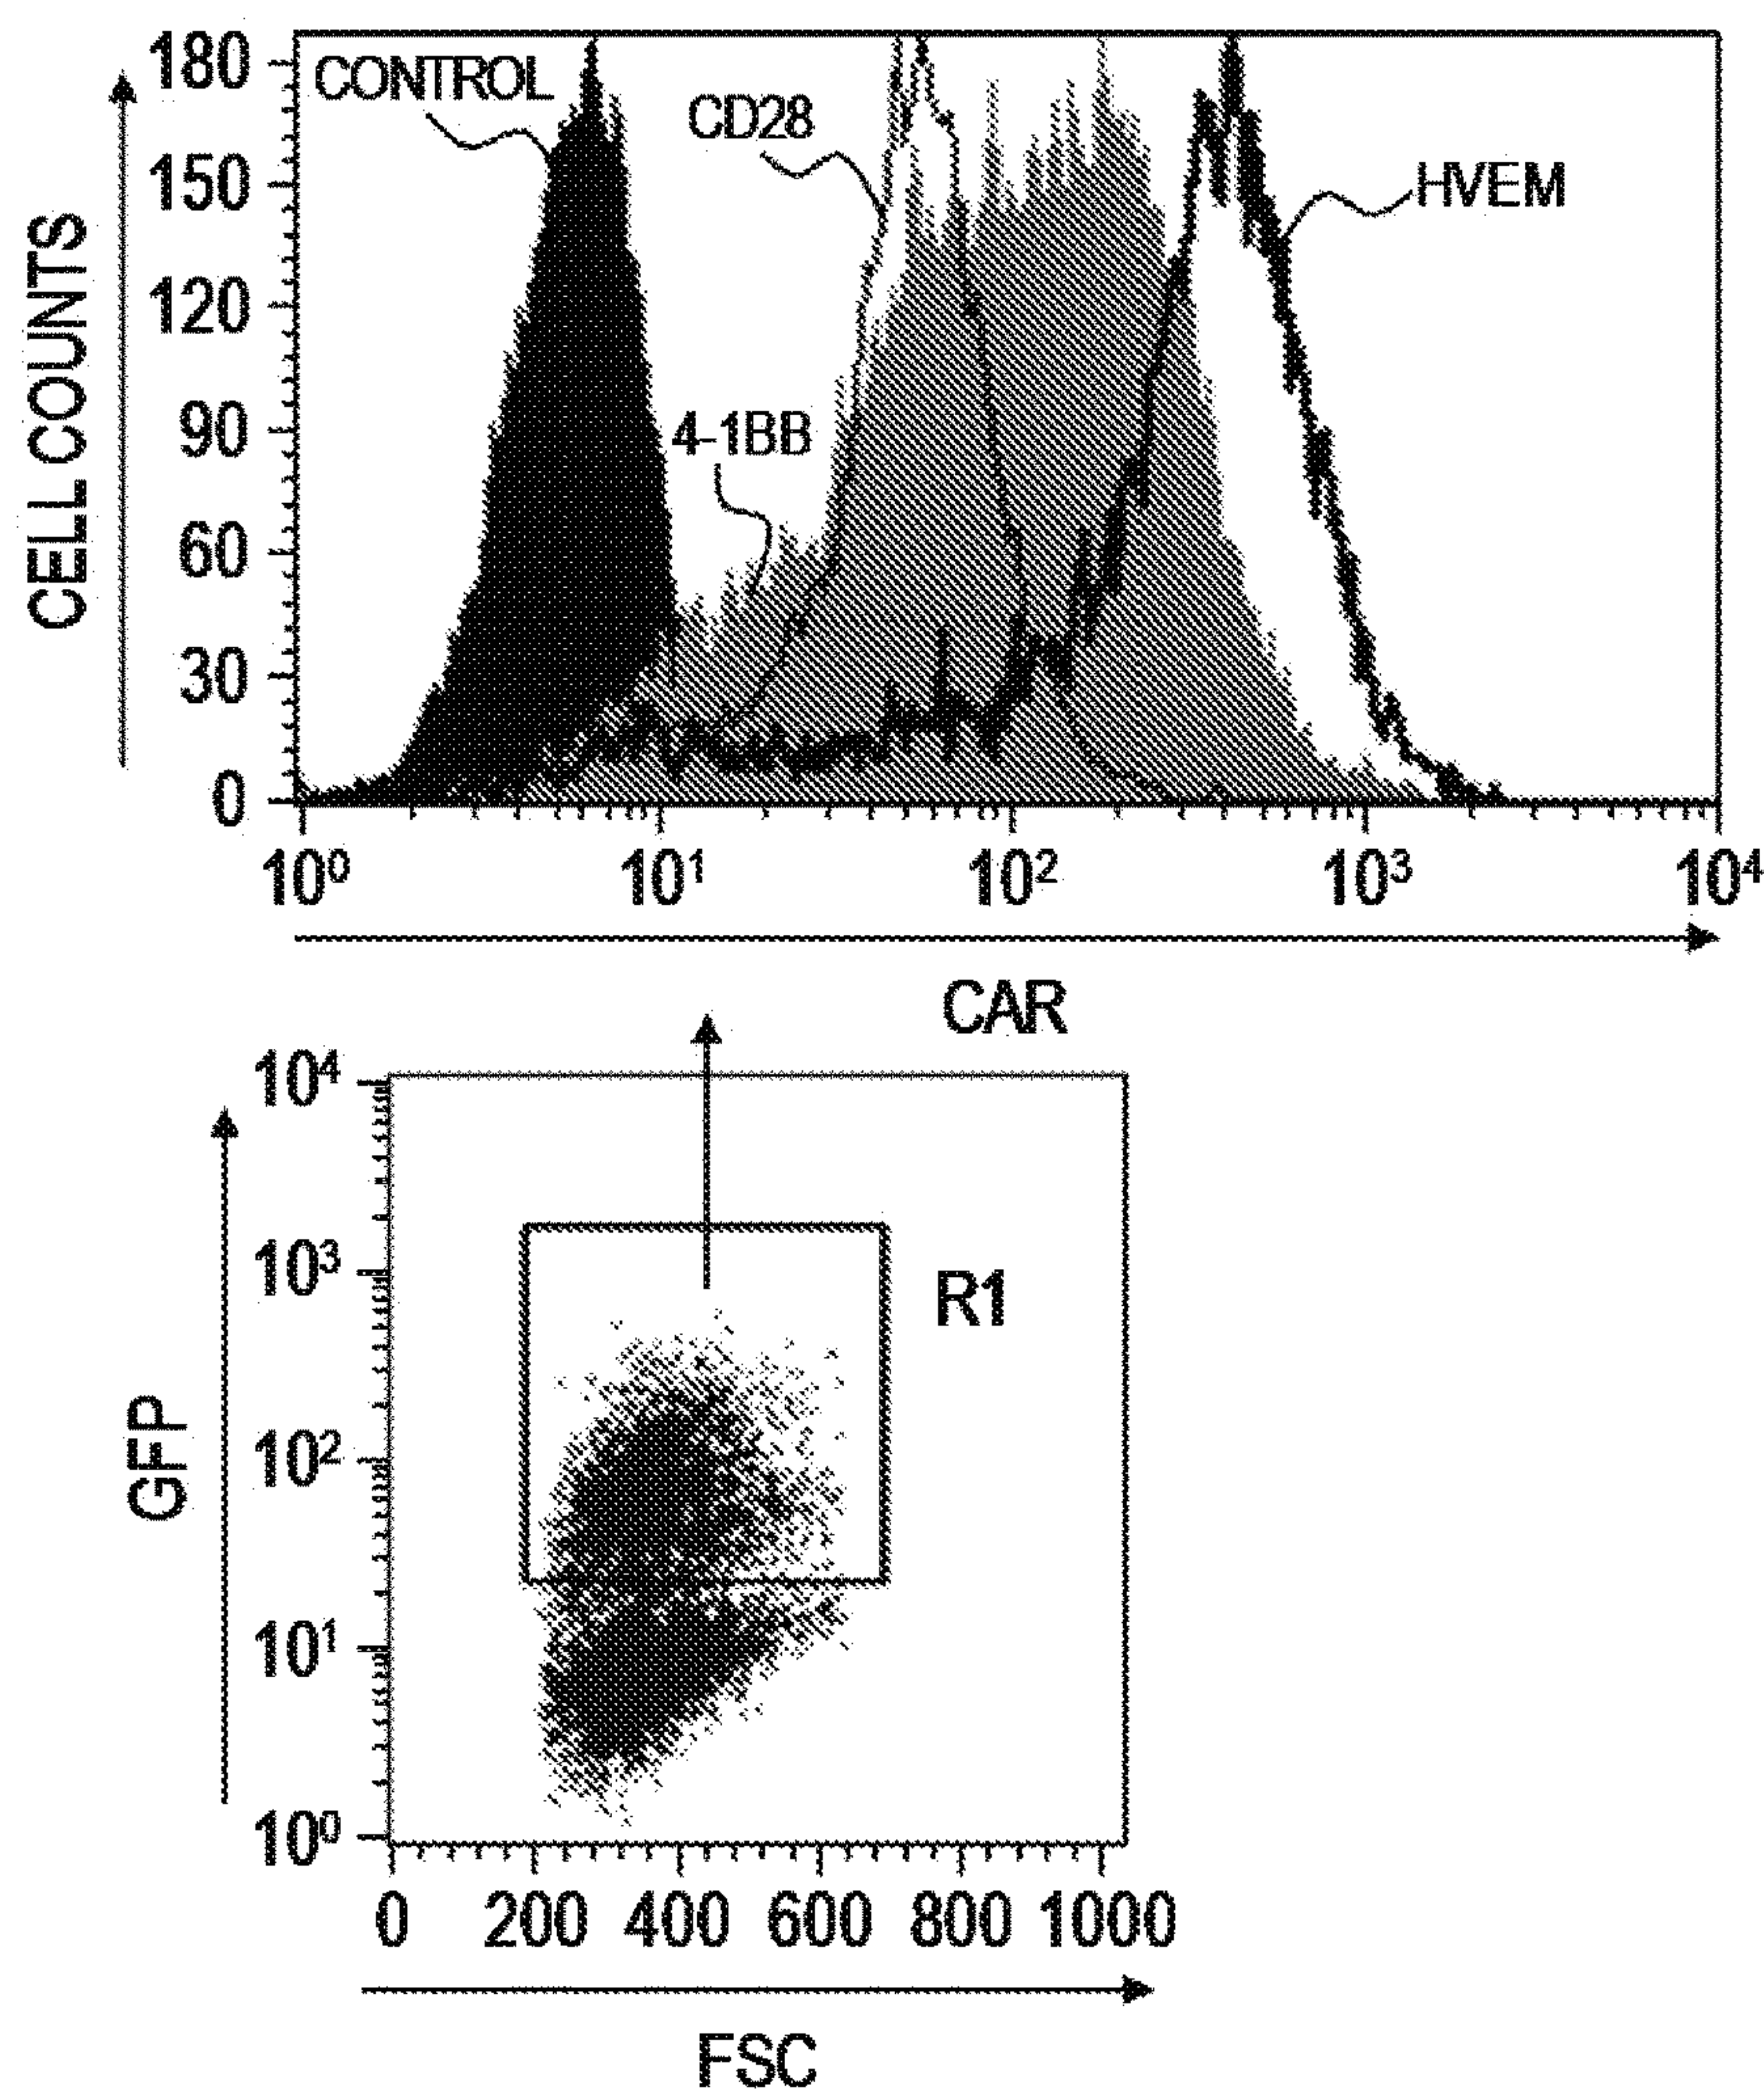 180
CONTROL
CD28
150
HVEM
120
CELL COUNTS
90
4-1BB
60
30
0
10⁰ 10¹ 10² 10³ 10⁴
CAR
10⁴
10³
R1
GFP
10²
10¹
10⁰
0 200 400 600 800 1000
FSC